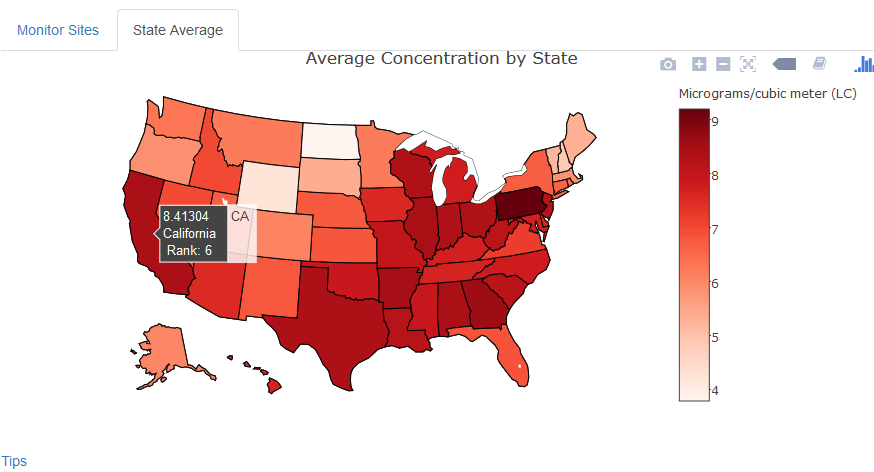 Monitor Sites
State Average
Average Concentration by State
Micrograms/cubic meter (LC)
9
8
7
6
5
4
8.41304
CA
California
Rank: 6
Tips